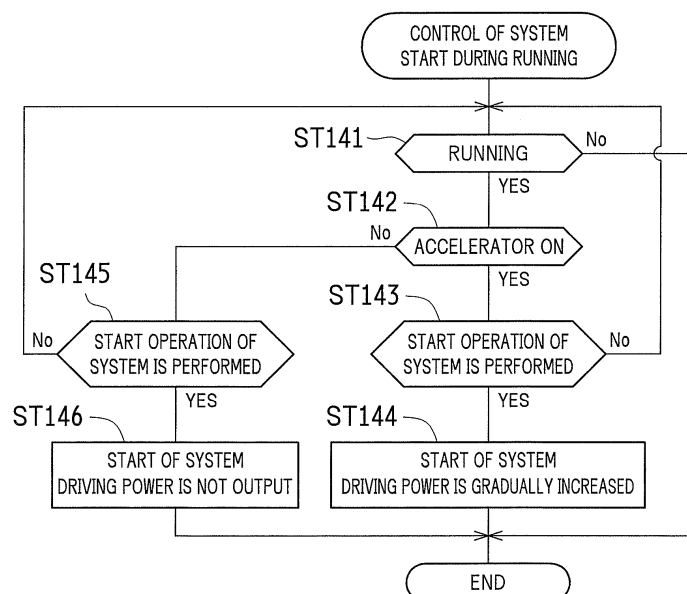 CONTROL OF SYSTEM
START DURING RUNNING
ST141
RUNNING
No
YES
ST142
No
ACCELERATOR ON
YES
ST145
ST143
No
START OPERATION OF
SYSTEM IS PERFORMED
YES
START OPERATION OF
SYSTEM IS PERFORMED
No
YES
ST146
START OF SYSTEM
DRIVING POWER IS NOT OUTPUT
ST144
START OF SYSTEM
DRIVING POWER IS GRADUALLY INCREASED
END